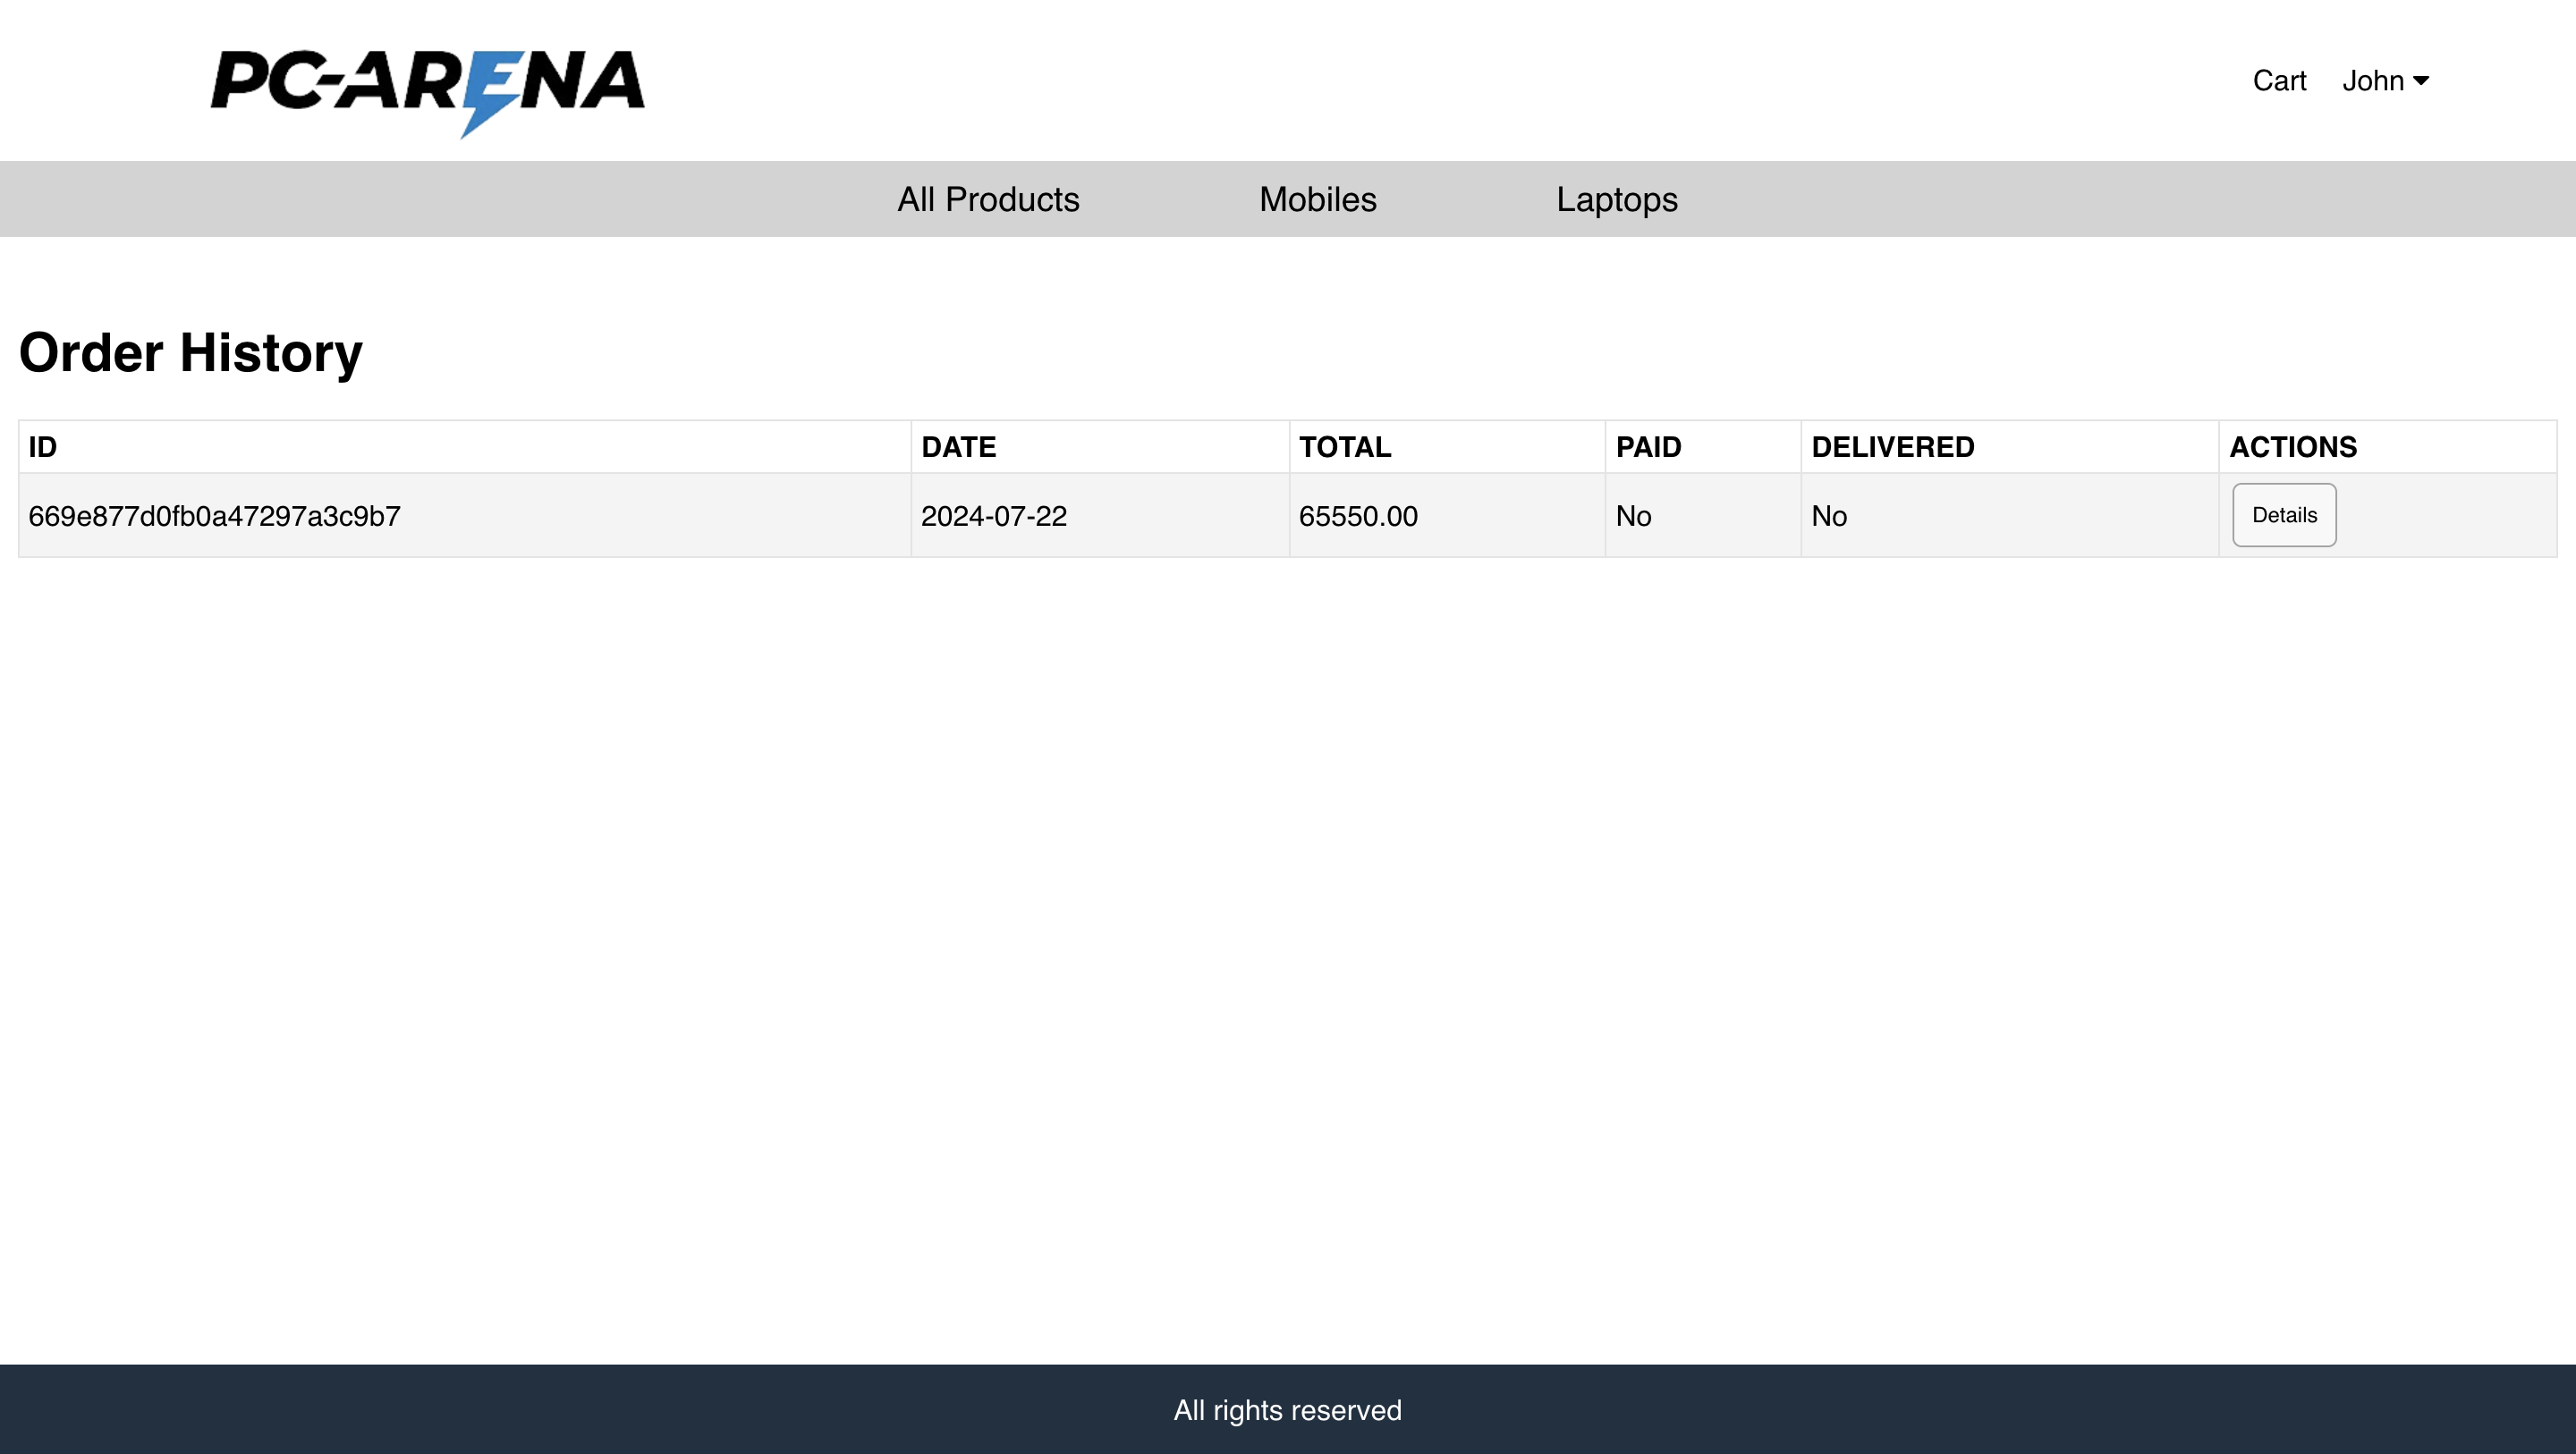 PC-ARENA
Cart John
All Products Mobiles Laptops
Order History
ID DATE TOTAL PAID DELIVERED ACTIONS
669e877d0fb0a47297a3c9b7 2024-07-22 65550.00 No No Details
All rights reserved